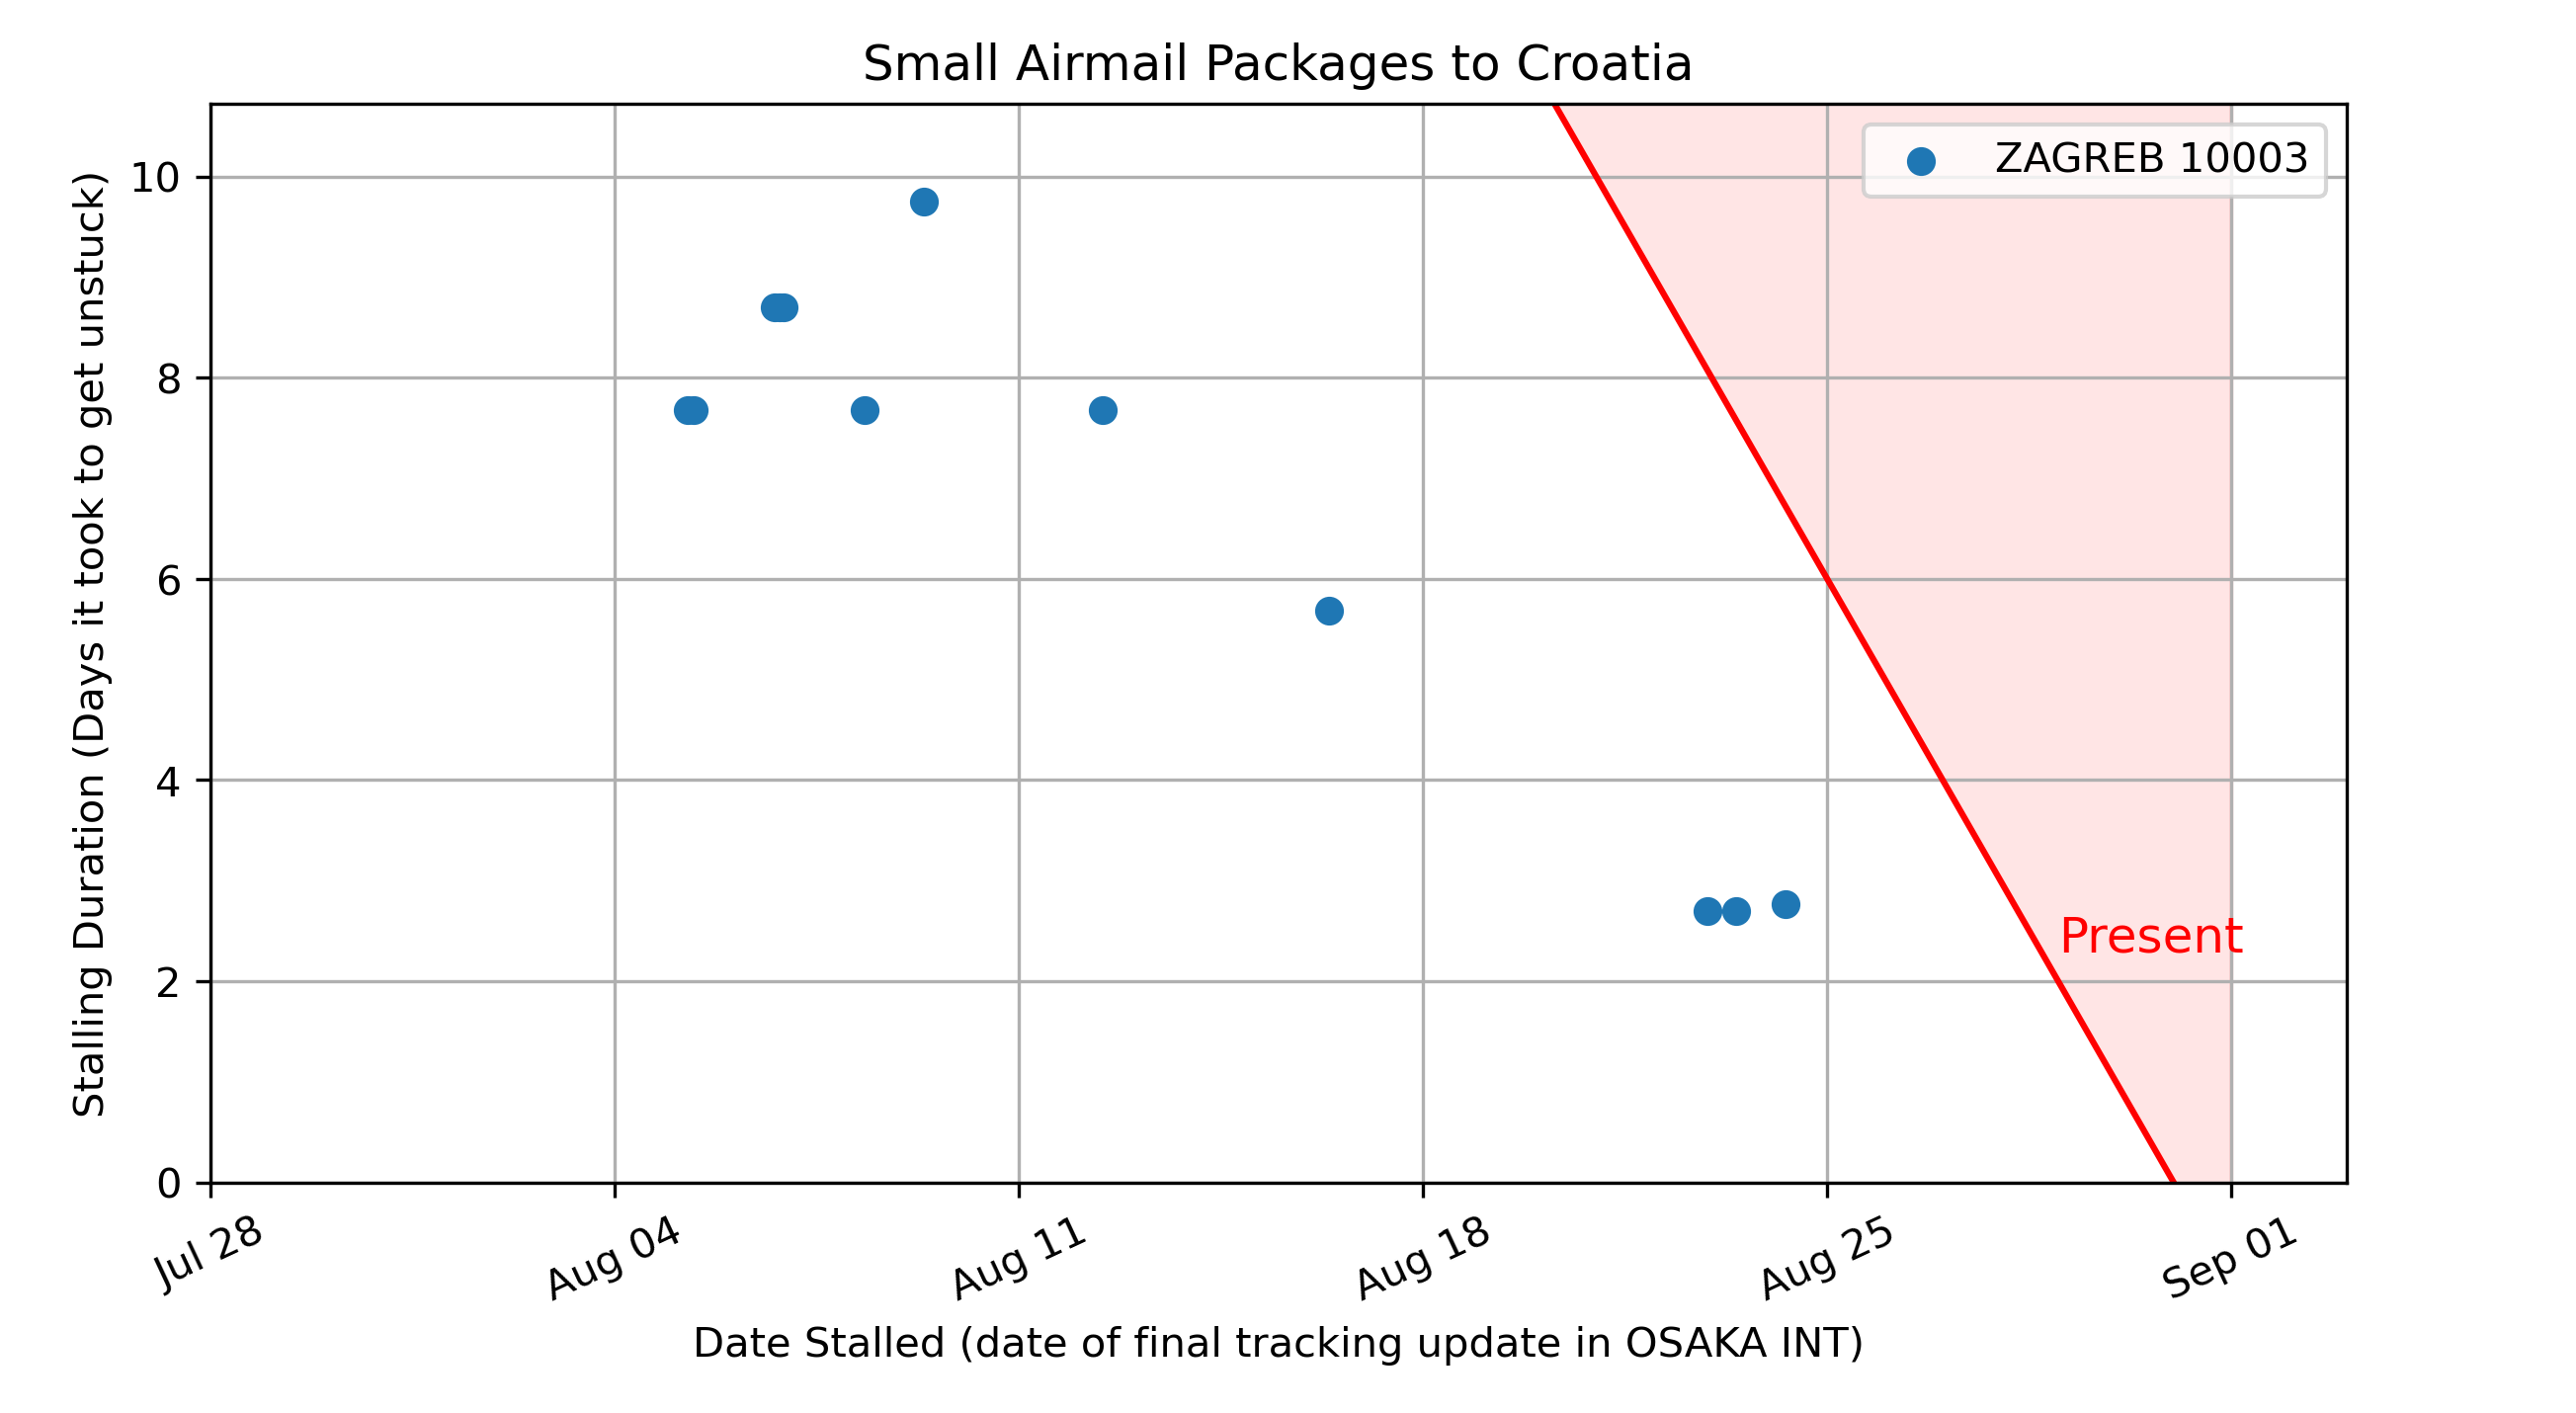 Small Airmail Packages to Croatia
ZAGREB 10003
Stalling Duration (Days it took to get unstuck)
10
8
6
4
2
0
Present
Jul 28
Aug 04
Aug 11
Aug 18
Aug 25
Sep 01
Date Stalled (date of final tracking update in OSAKA INT)